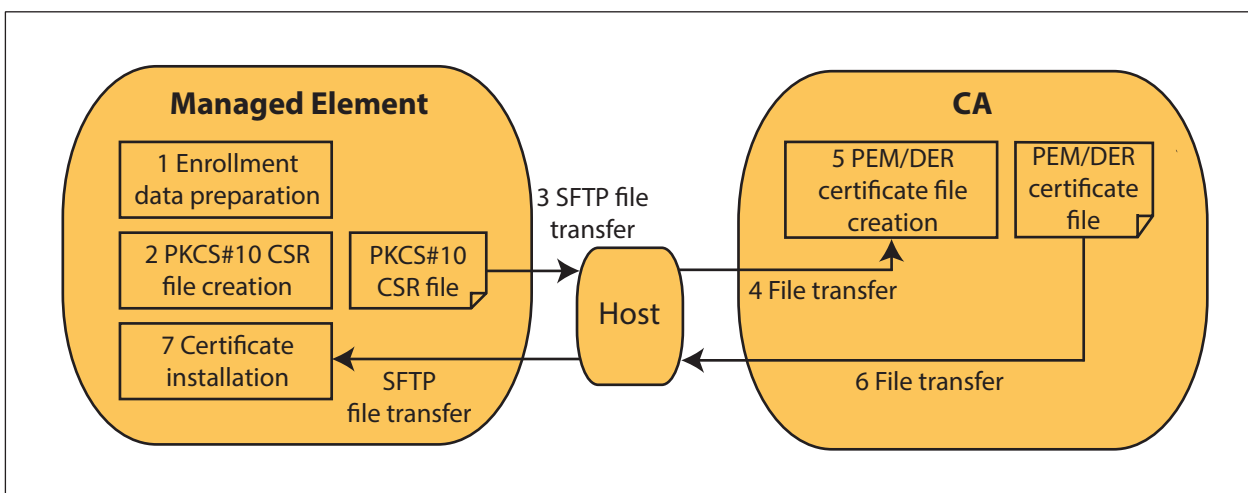 Managed Element
1 Enrollment
data preparation
2 PKCS#10 CSR
file creation
PKCS#10
CSR file
7 Certificate
installation
3 SFTP file
transfer
Host
SFTP
file transfer
4 File transfer
6 File transfer
CA
5 PEM/DER
certificate file
creation
PEM/DER
certificate
file